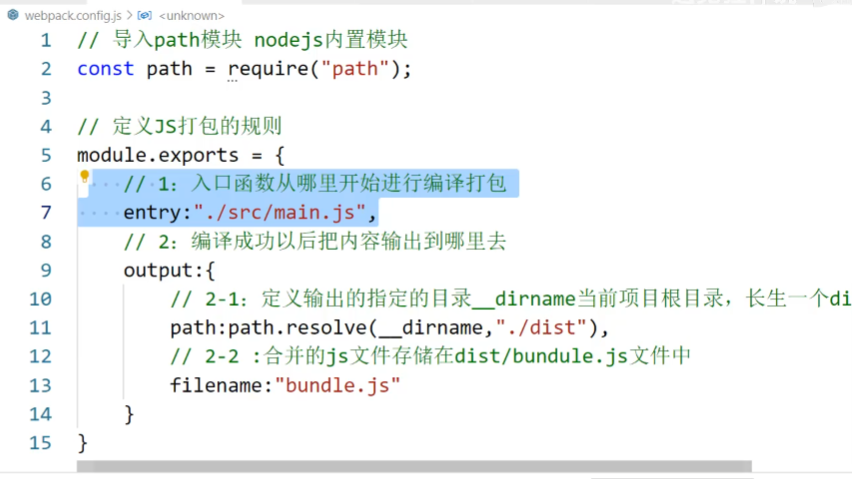 webpack.config.js > <unknown>
1 // 导入path模块 nodejs内置模块
2 const path = require("path");
3
4 // 定义JS打包的规则
5 module.exports = {
6 // 1：入口函数从哪里开始进行编译打包
7 entry:"./src/main.js",
8 // 2：编译成功以后把内容输出到哪里去
9 output:{
10 // 2-1：定义输出的指定的目录__dirname当前项目根目录，长生一个di
11 path:path.resolve(__dirname,"./dist"),
12 // 2-2 :合并的js文件存储在dist/bundule.js文件中
13 filename:"bundle.js"
14 }
15 }